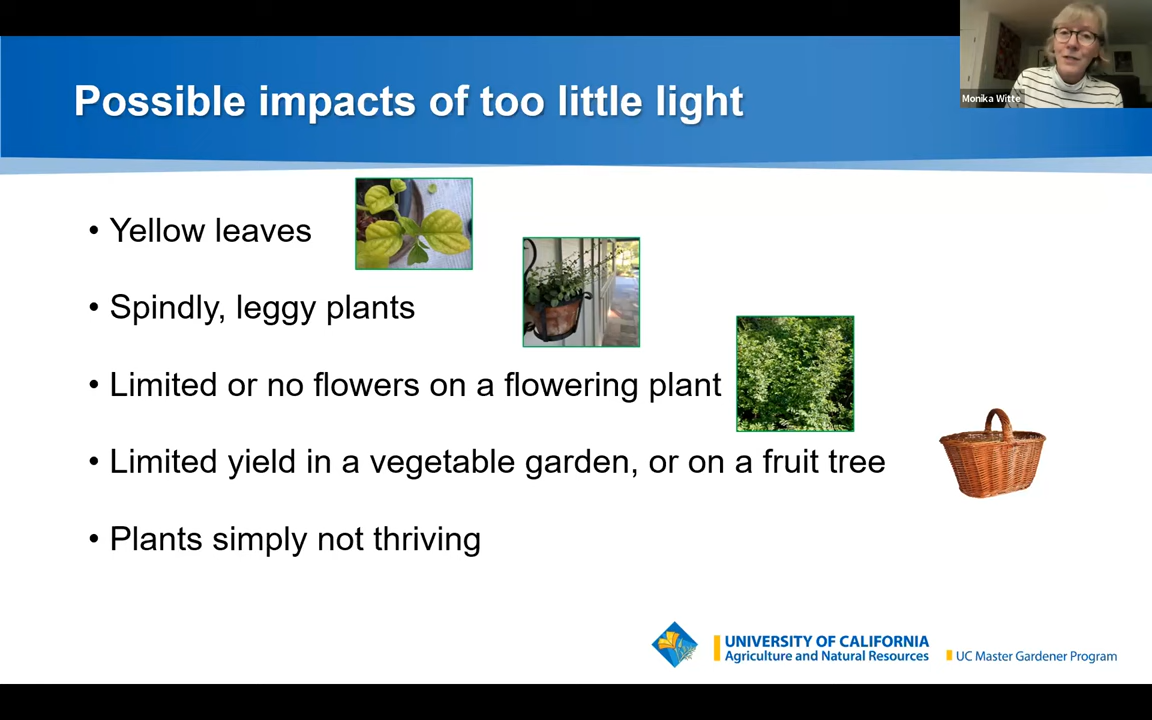 Possible impacts of too little light
Monika Witte
• Yellow leaves
• Spindly, leggy plants
• Limited or no flowers on a flowering plant
• Limited yield in a vegetable garden, or on a fruit tree
• Plants simply not thriving
UNIVERSITY OF CALIFORNIA
Agriculture and Natural Resources
UC Master Gardener Program